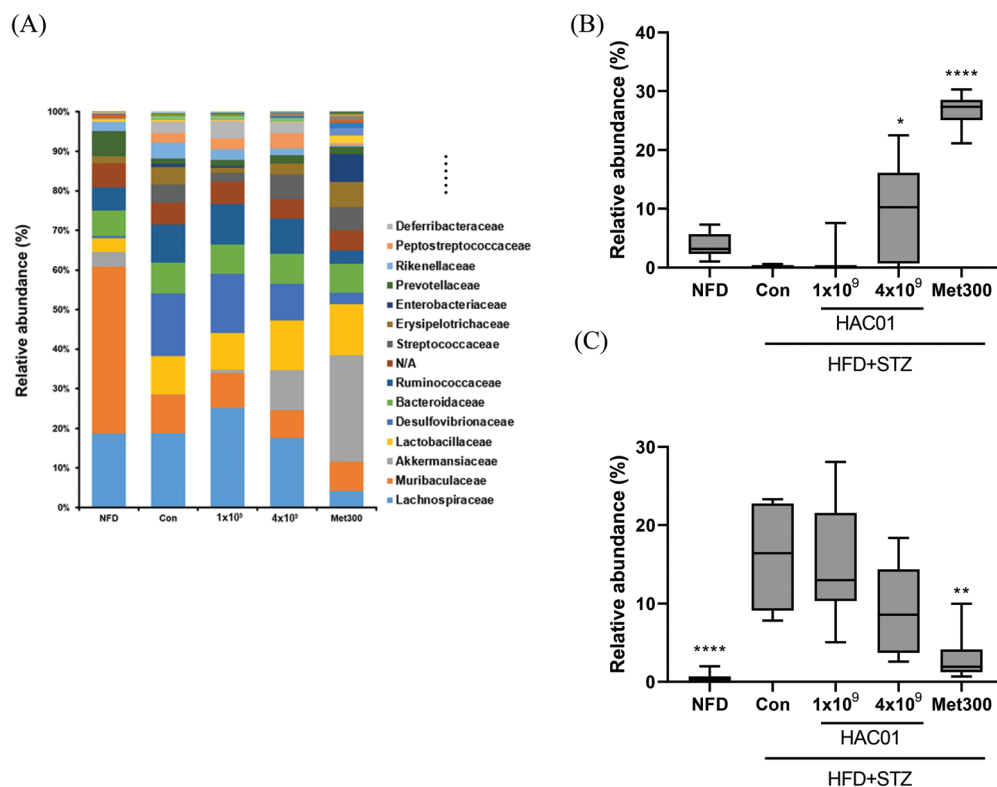 (A)
Relative abundance (%)
100%
90%
80%
70%
60%
50%
40%
30%
20%
10%
0%
NFD Con 1x10⁹ 4x10⁹ Met300
Deferribacteraceae
Peptostreptococcaceae
Rikenellaceae
Prevotellaceae
Enterobacteriaceae
Erysipelotrichaceae
Streptococcaceae
N/A
Ruminococcaceae
Bacteroidaceae
Desulfovibrionaceae
Lactobacillaceae
Akkermansiaceae
Muribaculaceae
Lachnospiraceae
(B)
Relative abundance (%)
40
30
20
10
0
*
****
NFD Con 1x10⁹ 4x10⁹ Met300
HAC01
HFD+STZ
(C)
Relative abundance (%)
30
20
10
0
****
**
NFD Con 1x10⁹ 4x10⁹ Met300
HAC01
HFD+STZ